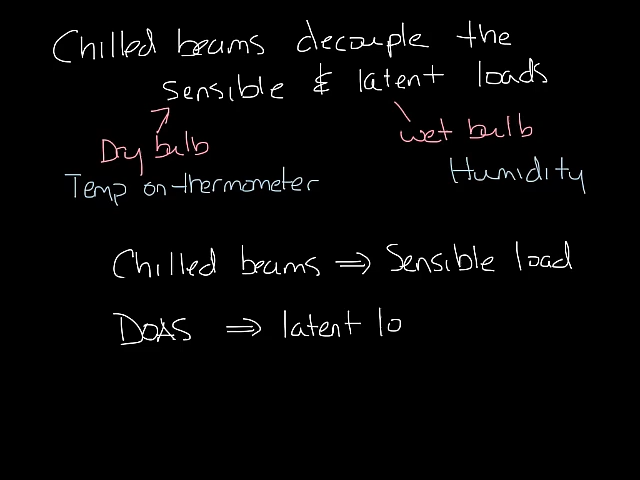 Chilled beams decouple the
sensible & latent loads
Dry bulb wet bulb
Temp on thermometer Humidity
Chilled beams ⇒ Sensible load
DOAS ⇒ latent lo